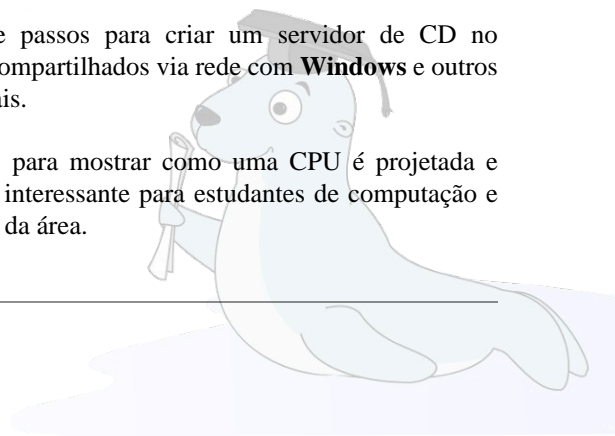 e passos para criar um servidor de CD no
ompartilhados via rede com Windows e outros
ais.
para mostrar como uma CPU é projetada e
interessante para estudantes de computação e
da área.